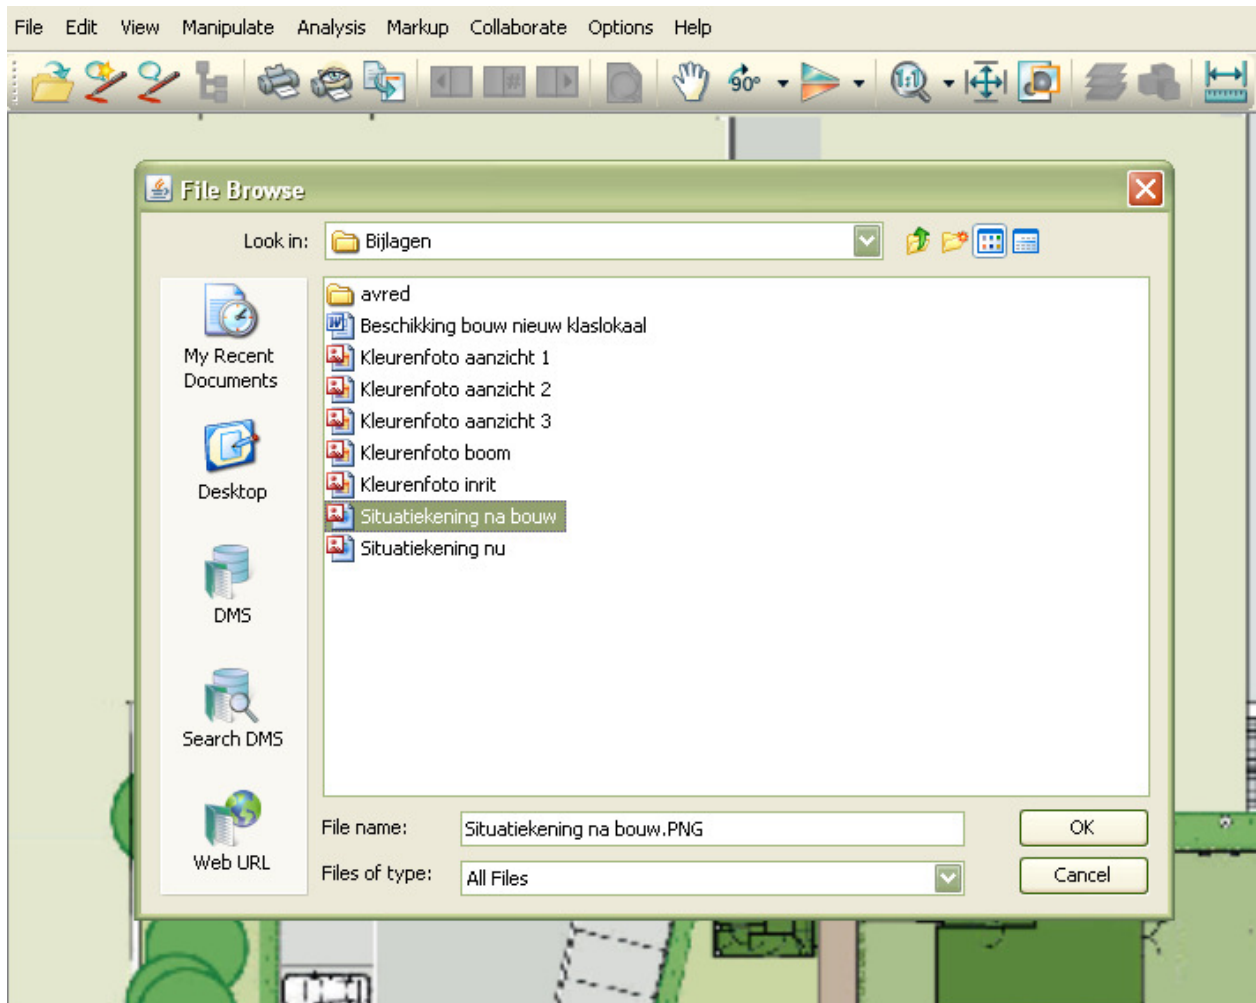 File Edit View Manipulate Analysis Markup Collaborate Options Help
90° 1:1
File Browse
Look in: Bijlagen
My Recent
Documents
Desktop
DMS
Search DMS
Web URL
avred
Beschikking bouw nieuw klaslokaal
Kleurenfoto aanzicht 1
Kleurenfoto aanzicht 2
Kleurenfoto aanzicht 3
Kleurenfoto boom
Kleurenfoto inrit
Situatiekening na bouw
Situatiekening nu
File name: Situatiekening na bouw.PNG OK
Files of type: All Files Cancel